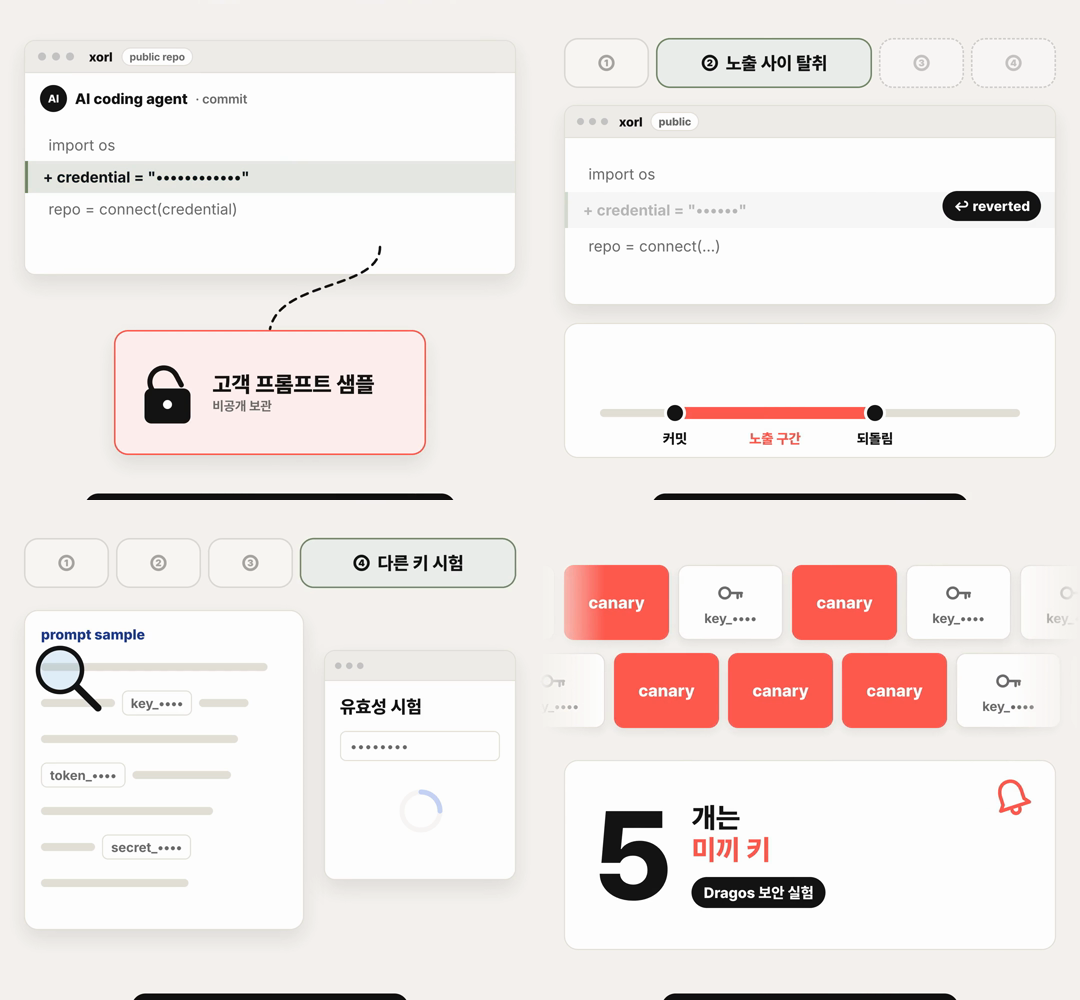 xorl public repo
AI AI coding agent · commit
import os
+ credential = "••••••••••••"
repo = connect(credential)
고객 프롬프트 샘플
비공개 보관
① ② 노출 사이 탈취 ③ ④
xorl public
import os
+ credential = "••••••"
↩ reverted
repo = connect(...)
커밋 노출 구간 되돌림
① ② ③ ④ 다른 키 시험
prompt sample
key_••••
token_••••
secret_••••
유효성 시험
••••••••
canary key_•••• canary key_•••• key_
y_•••• canary canary canary key_••••
5 개는
미끼 키
Dragos 보안 실험